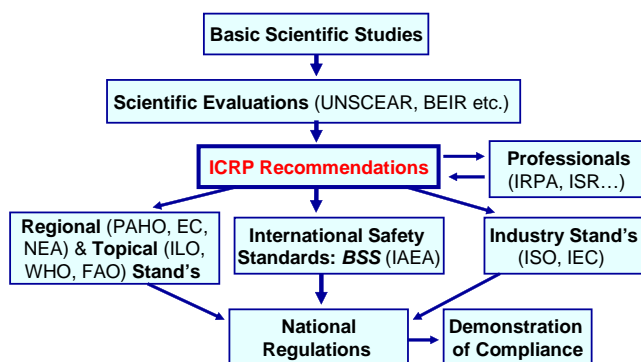 Basic Scientific Studies
Scientific Evaluations (UNSCEAR, BEIR etc.)
ICRP Recommendations
Professionals
(IRPA, ISR…)
Regional (PAHO, EC,
NEA) & Topical (ILO,
WHO, FAO) Stand's
International Safety
Standards: BSS (IAEA)
Industry Stand's
(ISO, IEC)
National
Regulations
Demonstration
of Compliance